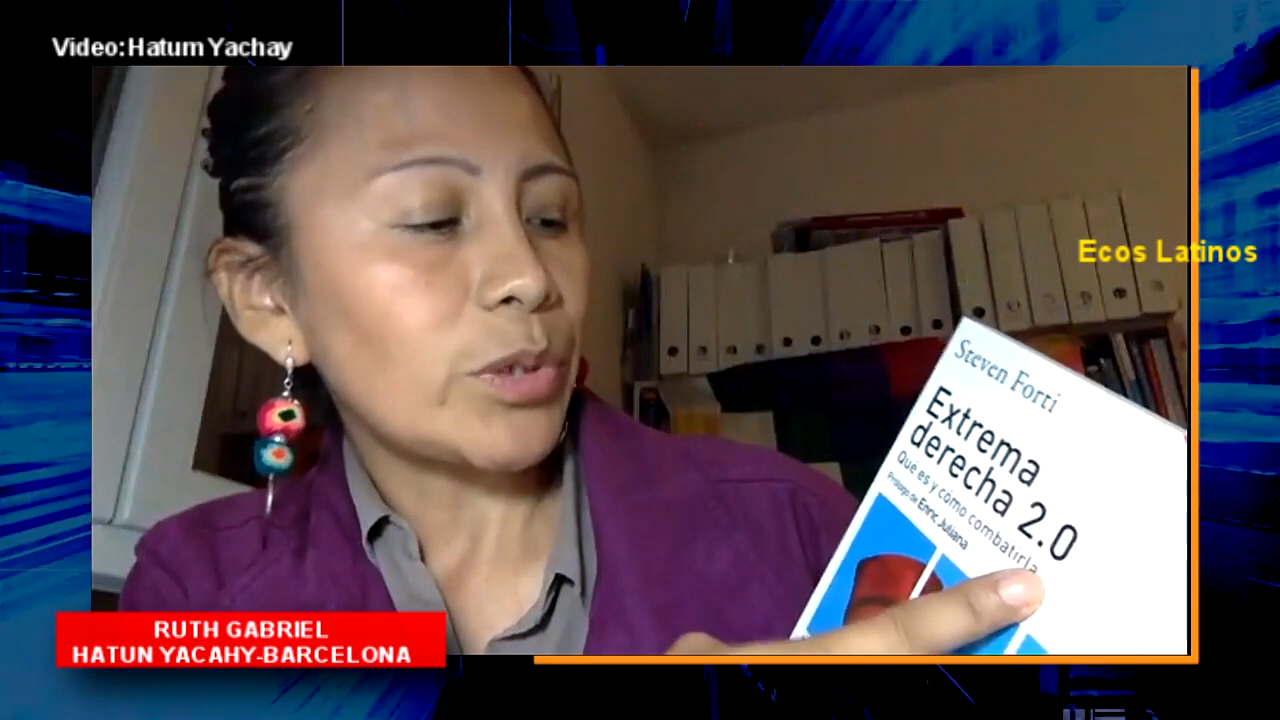 Video:Hatum Yachay
Ecos Latinos
Steven Forti
Extrema
derecha 2.0
Qué es y cómo combatirla
Prólogo de Enric Juliana
RUTH GABRIEL
HATUN YACAHY-BARCELONA